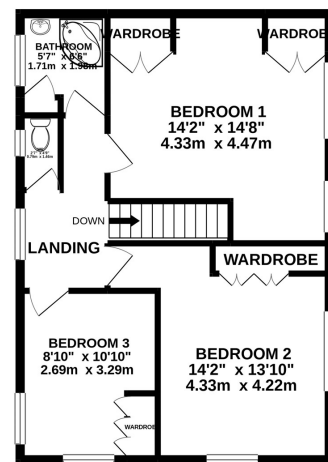 WARDROBE
WARDROBE
BATHROOM
5'7" x 6'6"
1.71m x 1.98m
BEDROOM 1
14'2" x 14'8"
4.33m x 4.47m
DOWN
LANDING
WARDROBE
BEDROOM 3
8'10" x 10'10"
2.69m x 3.29m
BEDROOM 2
14'2" x 13'10"
4.33m x 4.22m
WARDROBE